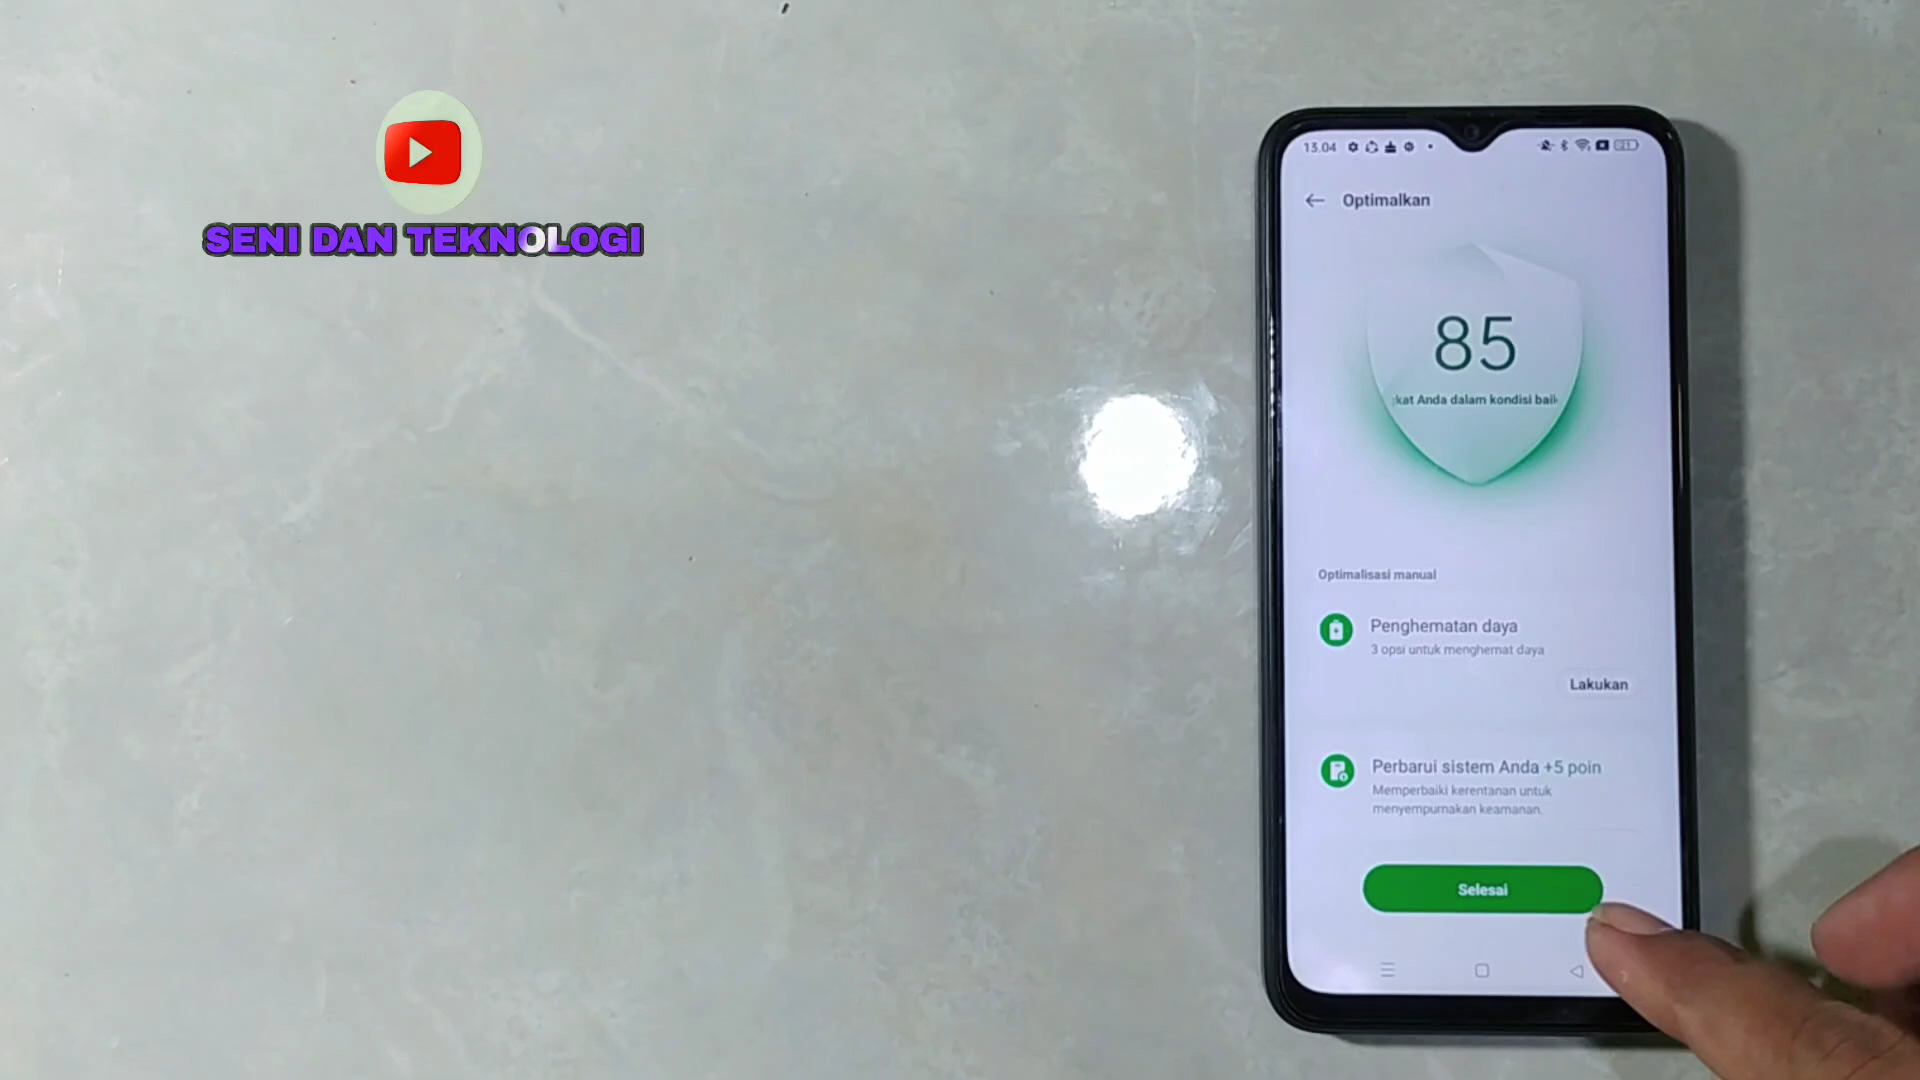 SENI DAN TEKNOLOGI
13.04
Optimalkan
85
kat Anda dalam kondisi baik
Optimalisasi manual
Penghematan daya
3 opsi untuk menghemat daya
Lakukan
Perbarui sistem Anda +5 poin
Memperbaiki kerentanan untuk
menyempurnakan keamanan.
Selesai